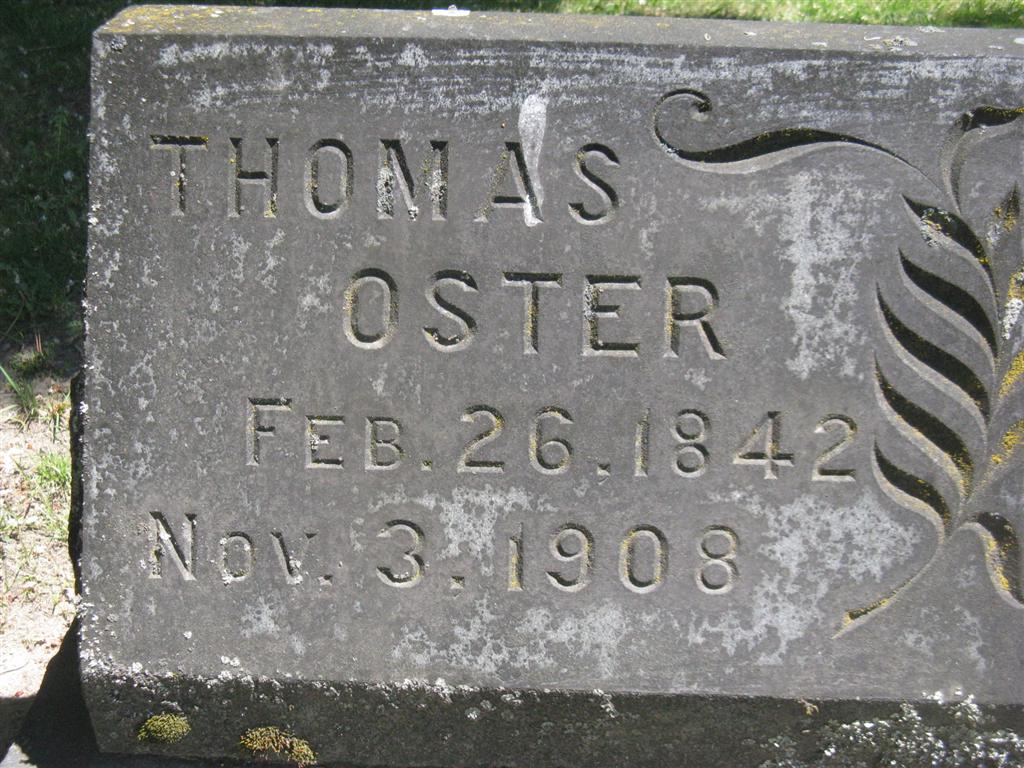 THOMAS
OSTER
FEB. 26, 1842
NOV. 3. 1908